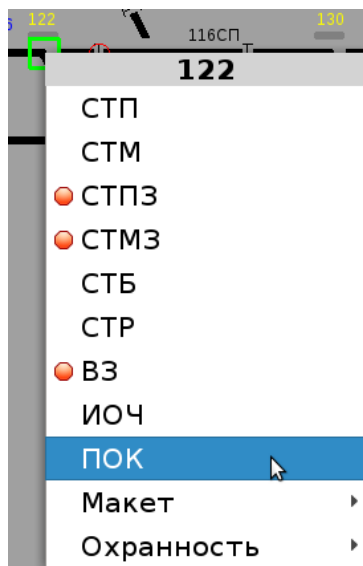 122
130
116СП
122
СТП
СТМ
СТПЗ
СТМЗ
СТБ
СТР
ВЗ
ИОЧ
ПОК
Макет
Охранность